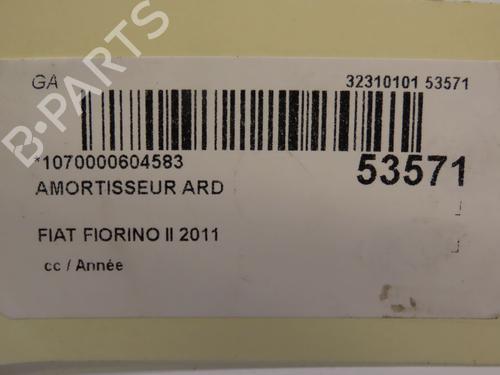 GA 32310101 53571
*1070000604583 53571
AMORTISSEUR ARD
FIAT FIORINO II 2011
cc / Année
B-PARTS